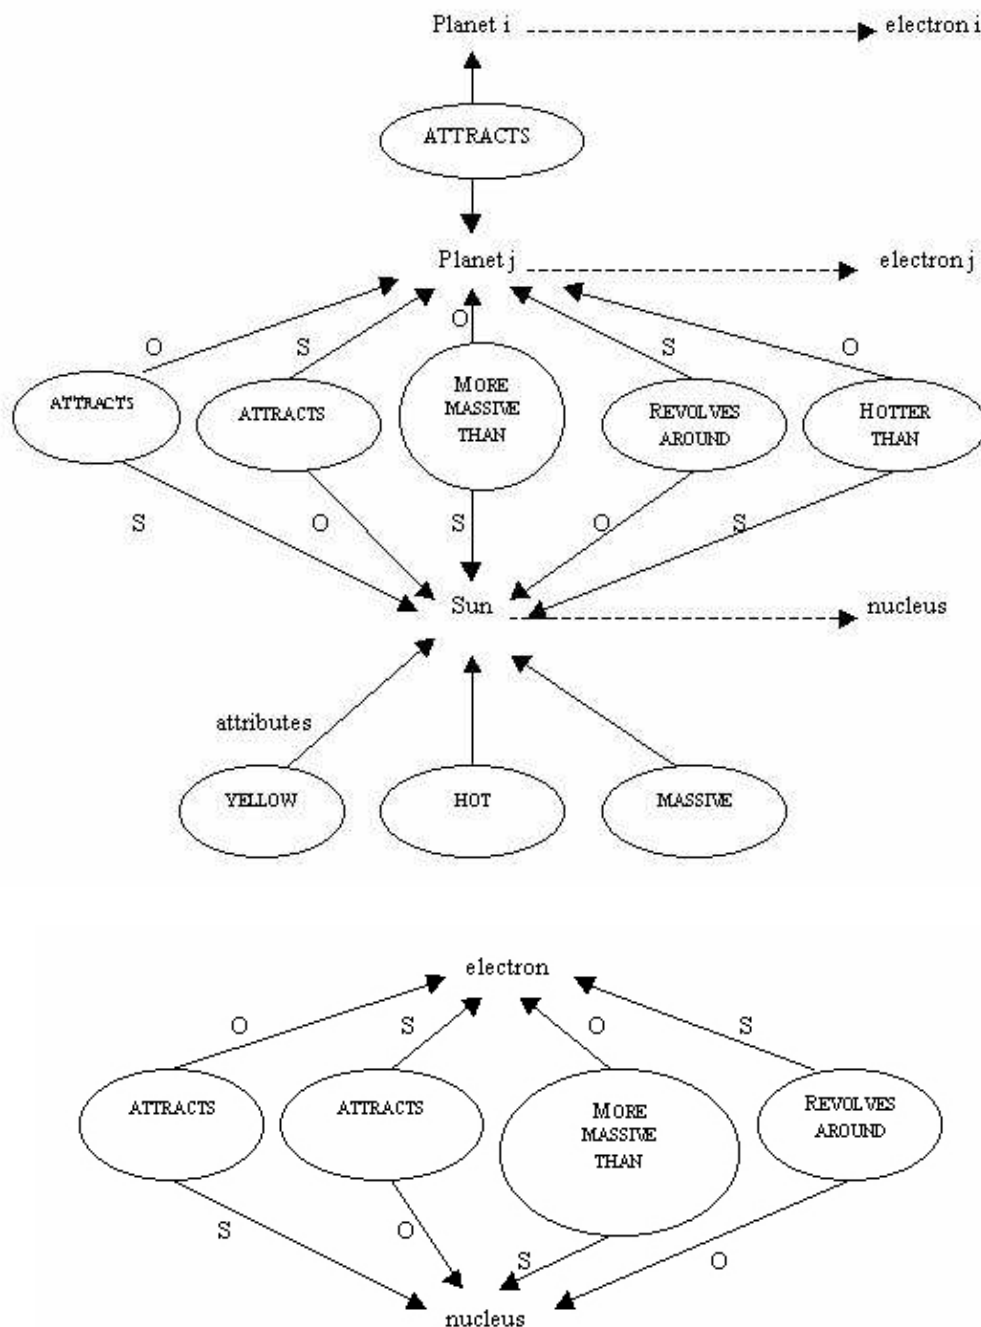 Planet i
electron i
ATTRACTS
Planet j
electron j
O
S
O
S
O
ATTRACTS
ATTRACTS
MORE
MASSIVE
THAN
REVOLVES
AROUND
HOTTER
THAN
S
O
S
O
S
Sun
nucleus
attributes
YELLOW
HOT
MASSIVE
electron
O
S
O
S
ATTRACTS
ATTRACTS
MORE
MASSIVE
THAN
REVOLVES
AROUND
S
O
S
O
nucleus